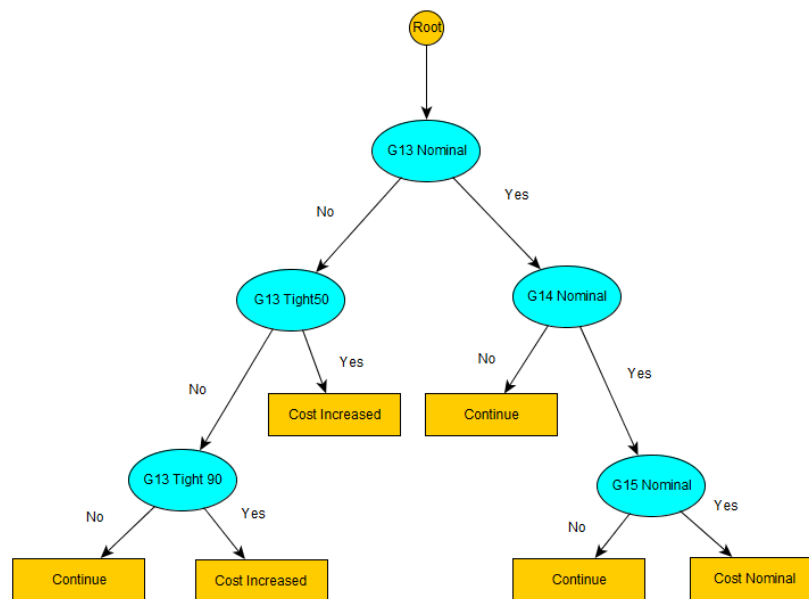 Root
G13 Nominal
No
Yes
G13 Tight50
G14 Nominal
No
Yes
No
Yes
Cost Increased
Continue
G13 Tight 90
G15 Nominal
No
Yes
No
Yes
Continue
Cost Increased
Continue
Cost Nominal